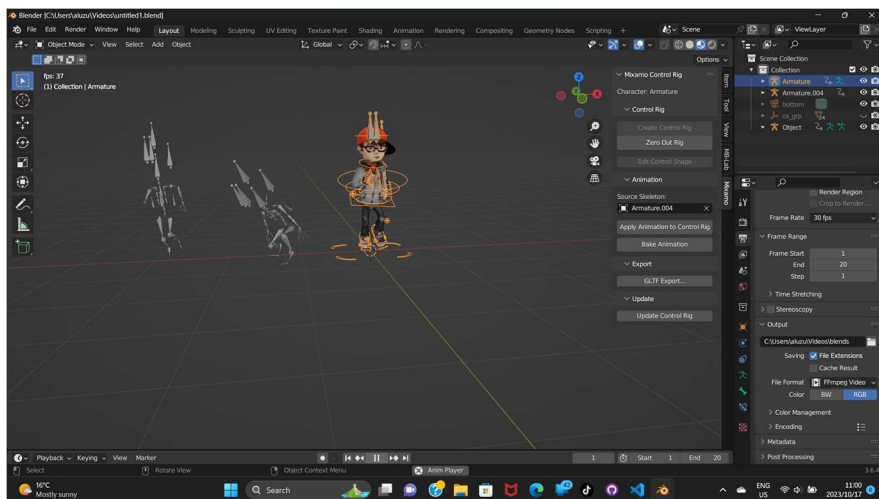 Blender [C:\Users\aluzu\Videos\untitled1.blend]
File Edit Render Window Help Layout Modeling Sculpting UV Editing Texture Paint Shading Animation Rendering Compositing Geometry Nodes Scripting + Scene ViewLayer
Object Mode View Select Add Object Global
Options
fps: 37
(1) Collection | Armature
Mixamo Control Rig
Character: Armature
Control Rig
Create Control Rig
Zero Out Rig
Edit Control Shape
Animation
Source Skeleton:
Armature.004
Apply Animation to Control Rig
Bake Animation
Export
GLTF Export...
Update
Update Control Rig
Item
Tool
View
MB-Lab
Mixamo
Scene Collection
Collection
Armature
Armature.004
bottom
cs_grp
Object
Render Region
Crop to Render ...
Frame Rate 30 fps
Frame Range
Frame Start 1
End 20
Step 1
Time Stretching
Stereoscopy
Output
C:\Users\aluzu\Videos\blends
Saving File Extensions
Cache Result
File Format FFmpeg Video
Color BW RGB
Color Management
Encoding
Metadata
Post Processing
Playback Keying View Marker 1 Start 1 End 20
Select Rotate View Object Context Menu Anim Player 3.6.4
16°C
Mostly sunny
Search
ENG
US
11:00
2023/10/17